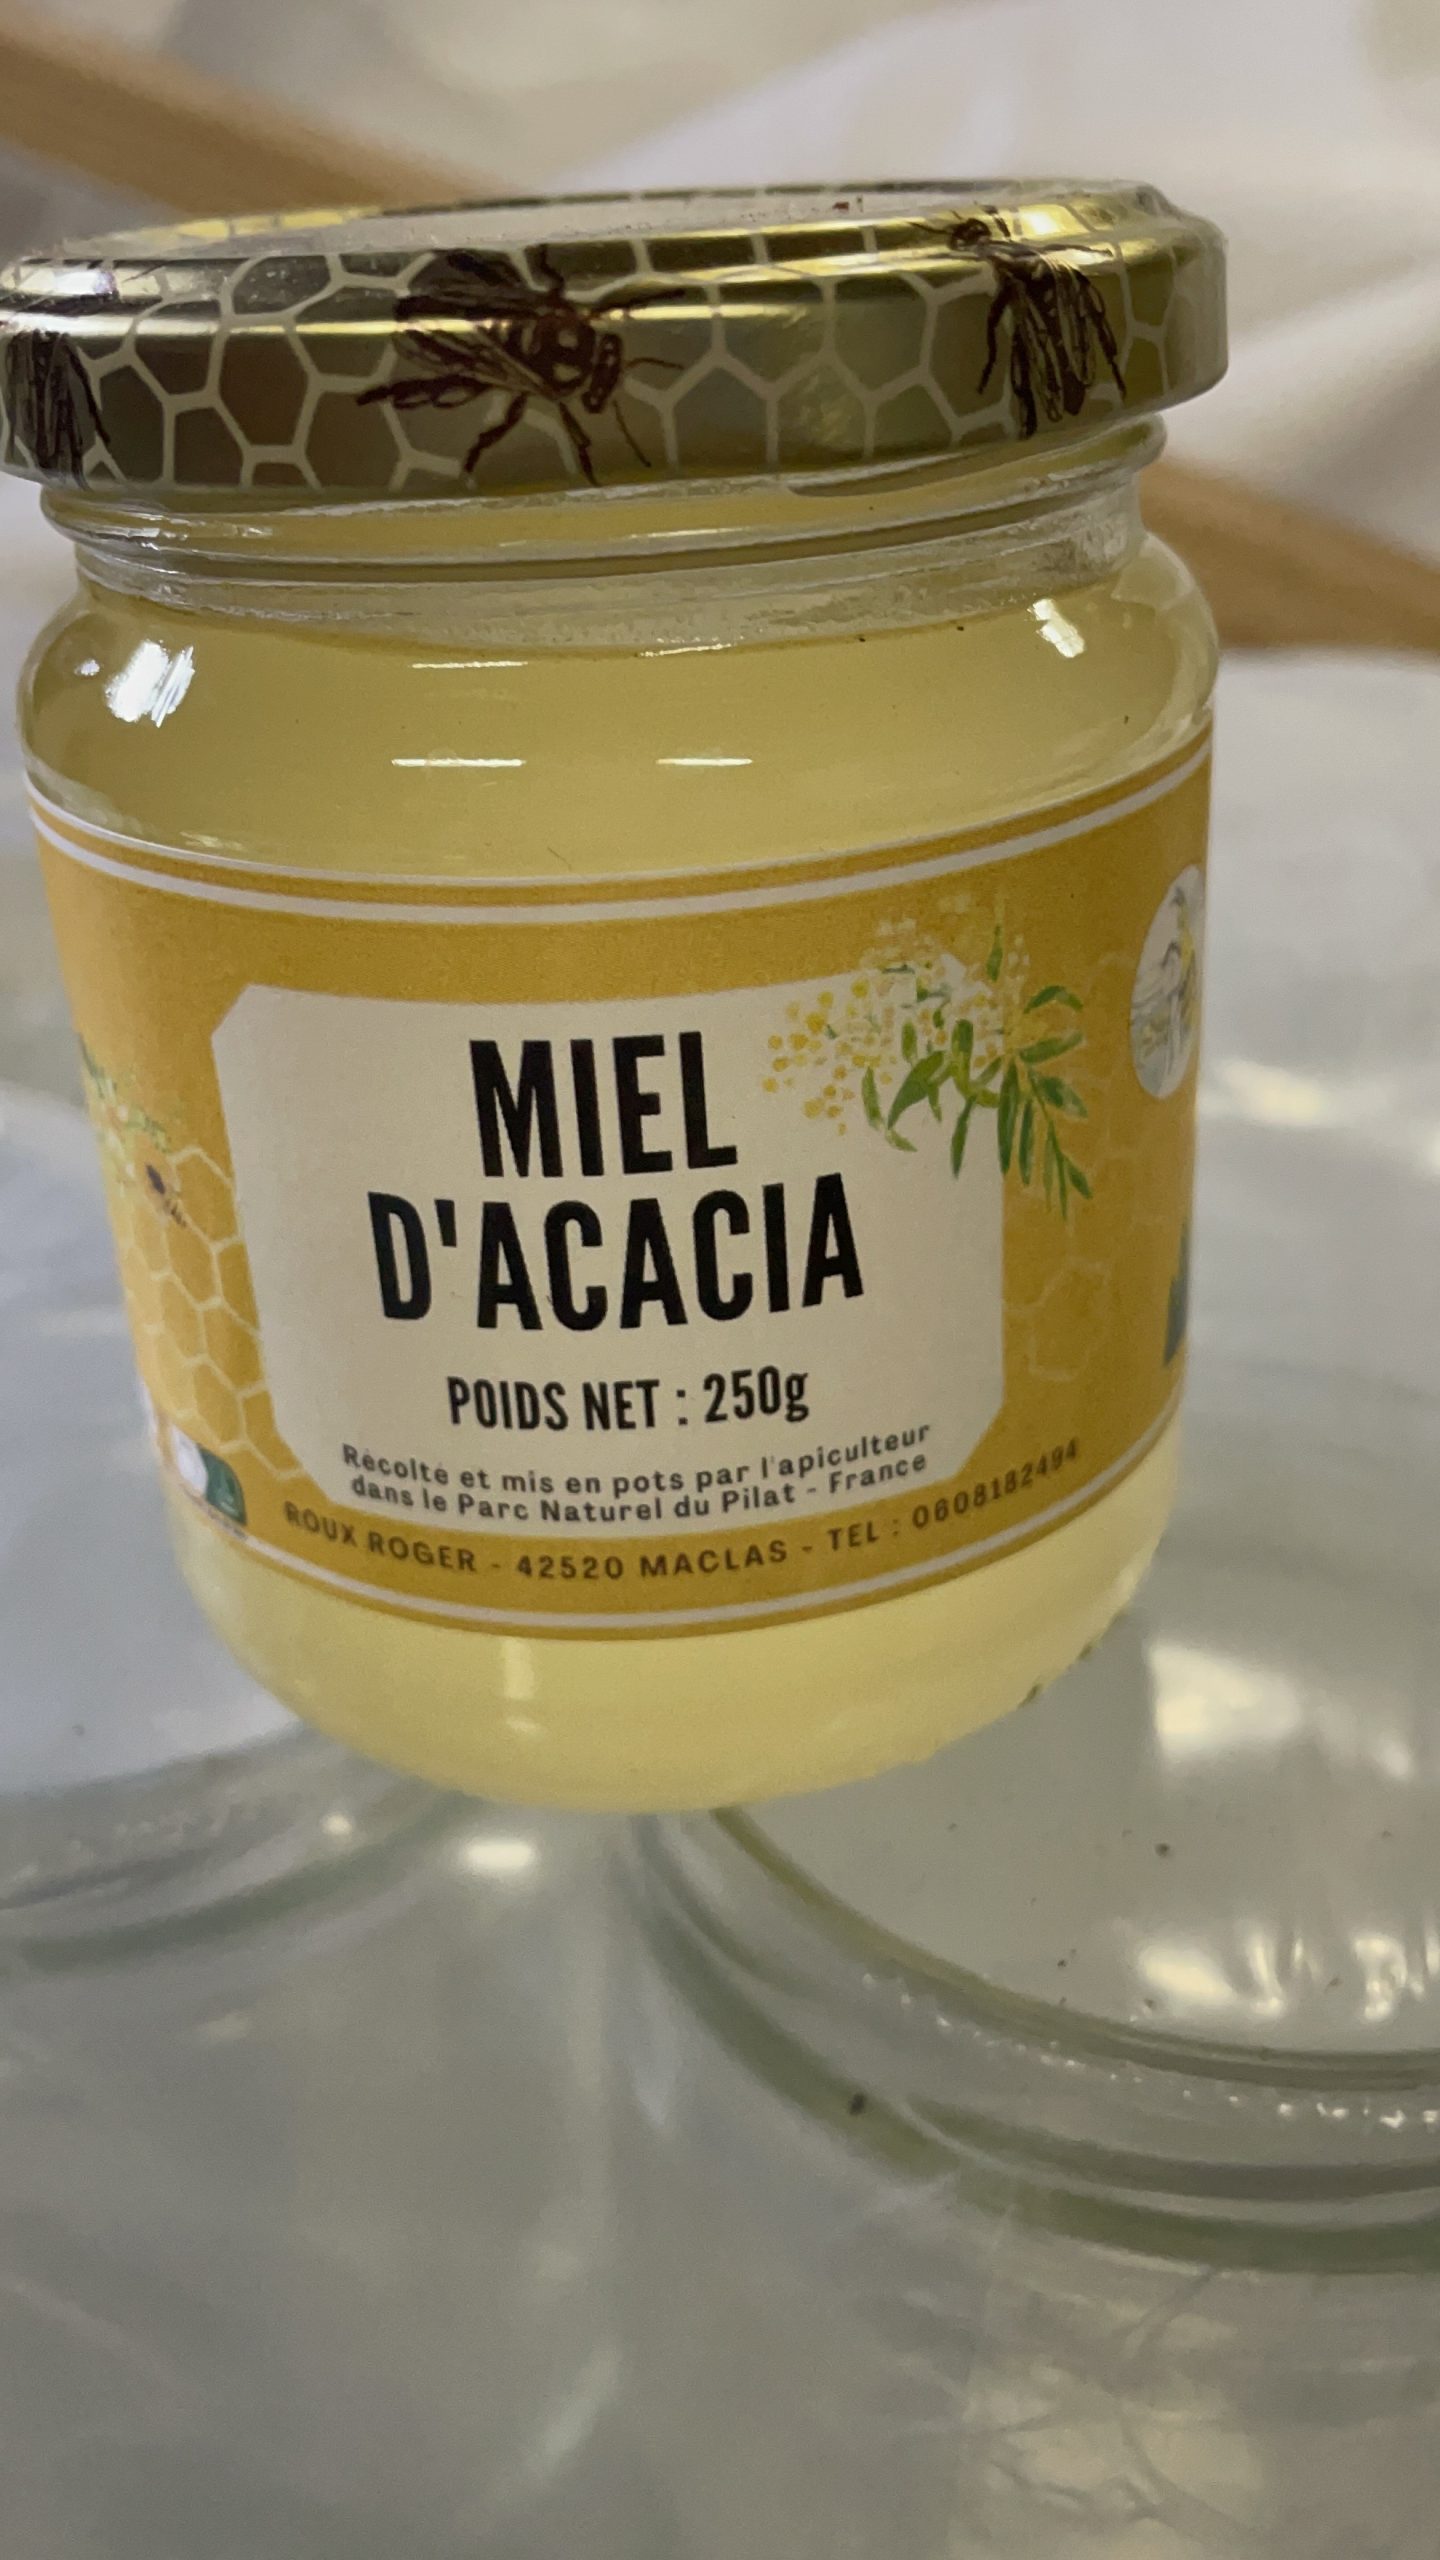 MIEL
D'ACACIA
POIDS NET : 250g
Récolté et mis en pots par l'apiculteur
dans le Parc Naturel du Pilat - France
ROUX ROGER - 42520 MACLAS - TEL : 0608182494